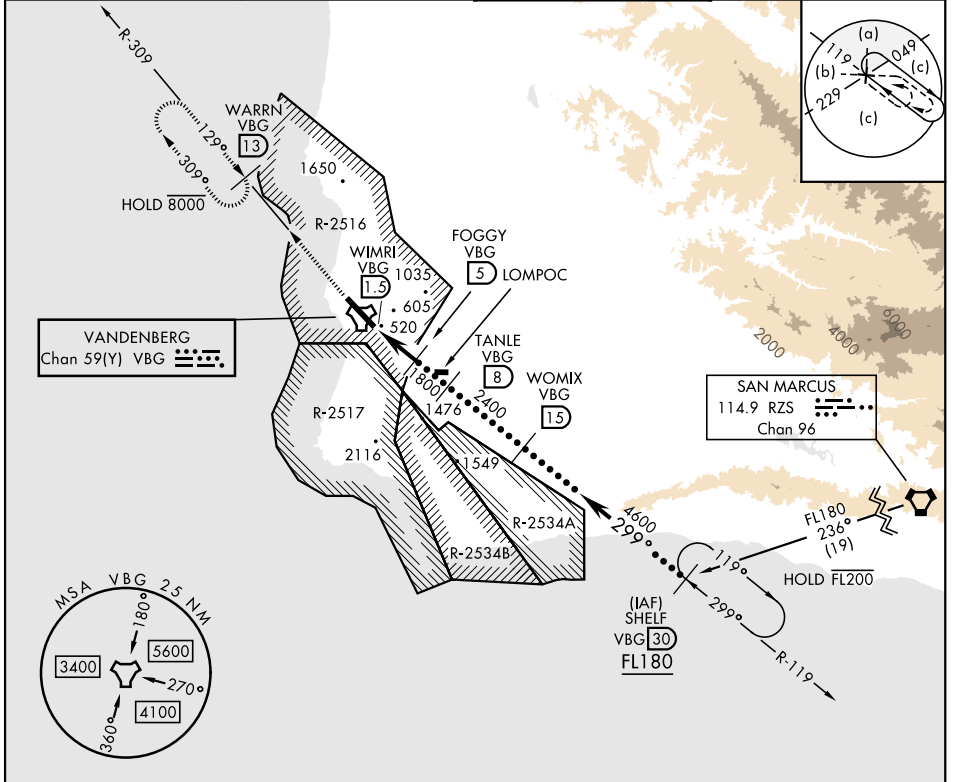 R-309
WARRN
VBG
13
129°
309°
HOLD 8000
1650
R-2516
WIMRI
VBG
1.5
1035
605
520
FOGGY
VBG
5
LOMPOC
VANDENBERG
Chan 59(Y) VBG
TANLE
VBG
8
WOMIX
VBG
15
1800
2400
1476
R-2517
2116
1549
R-2534A
R-2534B
4600
299°
(a)
119
049
(b)
(c)
229
(c)
2000
4000
6000
SAN MARCUS
114.9 RZS
Chan 96
FL180
236°
(19)
HOLD FL200
119°
299°
(IAF)
SHELF
VBG 30
FL180
R-119
MSA VBG 25 NM
180°
3400
5600
270°
4100
360°